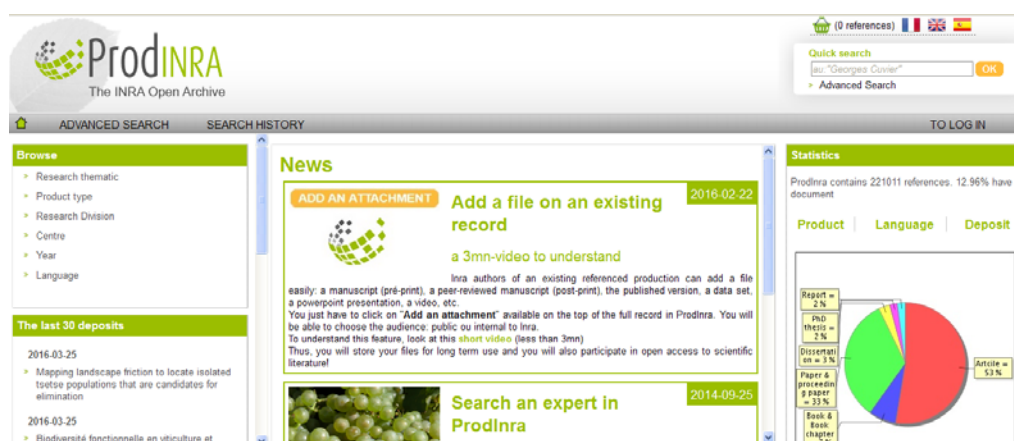 ProdINRA
The INRA Open Archive
(0 references)
Quick search
au:"Georges Cuvier"
OK
Advanced Search
ADVANCED SEARCH
SEARCH HISTORY
TO LOG IN
Browse
Research thematic
Product type
Research Division
Centre
Year
Language
The last 30 deposits
2016-03-25
Mapping landscape friction to locate isolated
tsetse populations that are candidates for
elimination
2016-03-25
Biodiversité fonctionnelle en viticulture et
News
ADD AN ATTACHMENT
2016-02-22
Add a file on an existing
record
a 3mn-video to understand
Inra authors of an existing referenced production can add a file
easily: a manuscript (pré-print), a peer-reviewed manuscript (post-print), the published version, a data set,
a powerpoint presentation, a video, etc.
You just have to click on "Add an attachment" available on the top of the full record in ProdInra. You will
be able to choose the audience: public ou internal to Inra.
To understand this feature, look at this short video (less than 3mn)
Thus, you will store your files for long term use and you will also participate in open access to scientific
literature!
2014-09-25
Search an expert in
ProdInra
Statistics
ProdInra contains 221011 references. 12.96% have
document
Product
Language
Deposit
Report =
2 %
PhD
thesis =
2 %
Dissertati
on = 3 %
Paper &
proceedin
g paper
= 33 %
Book &
Book
chapter
Artcile =
53 %